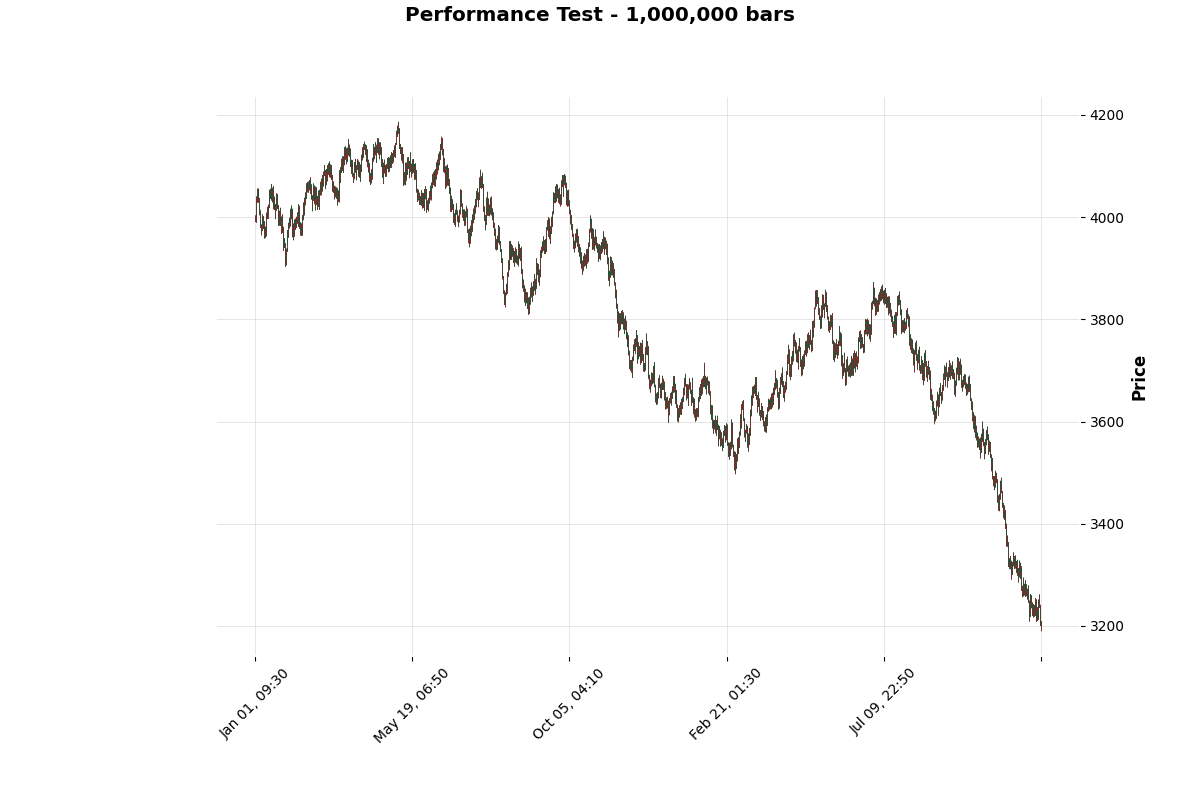 Performance Test - 1,000,000 bars
4200
4000
3800
3600
3400
3200
Price
Jan 01, 09:30
May 19, 06:50
Oct 05, 04:10
Feb 21, 01:30
Jul 09, 22:50